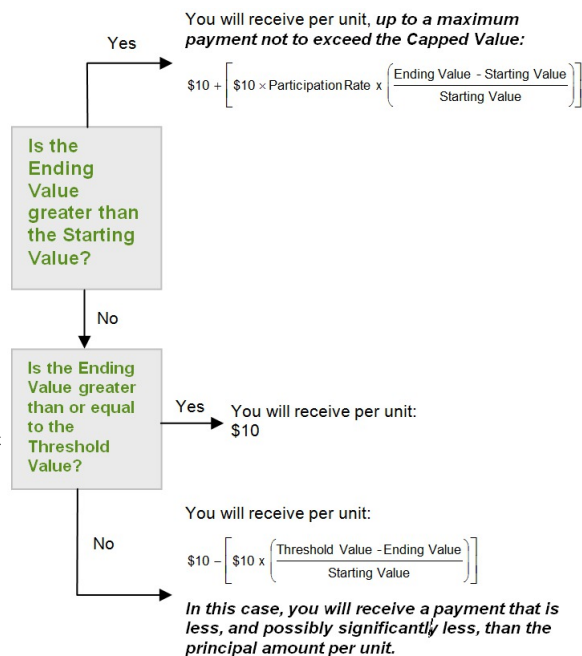 Yes
You will receive per unit, up to a maximum
payment not to exceed the Capped Value:
$10 + [$10 × Participation Rate x (Ending Value - Starting Value / Starting Value)]
Is the
Ending
Value
greater than
the Starting
Value?
No
Is the Ending
Value greater
than or equal
to the
Threshold
Value?
Yes
You will receive per unit:
$10
No
You will receive per unit:
$10 − [$10 x (Threshold Value - Ending Value / Starting Value)]
In this case, you will receive a payment that is
less, and possibly significantly less, than the
principal amount per unit.